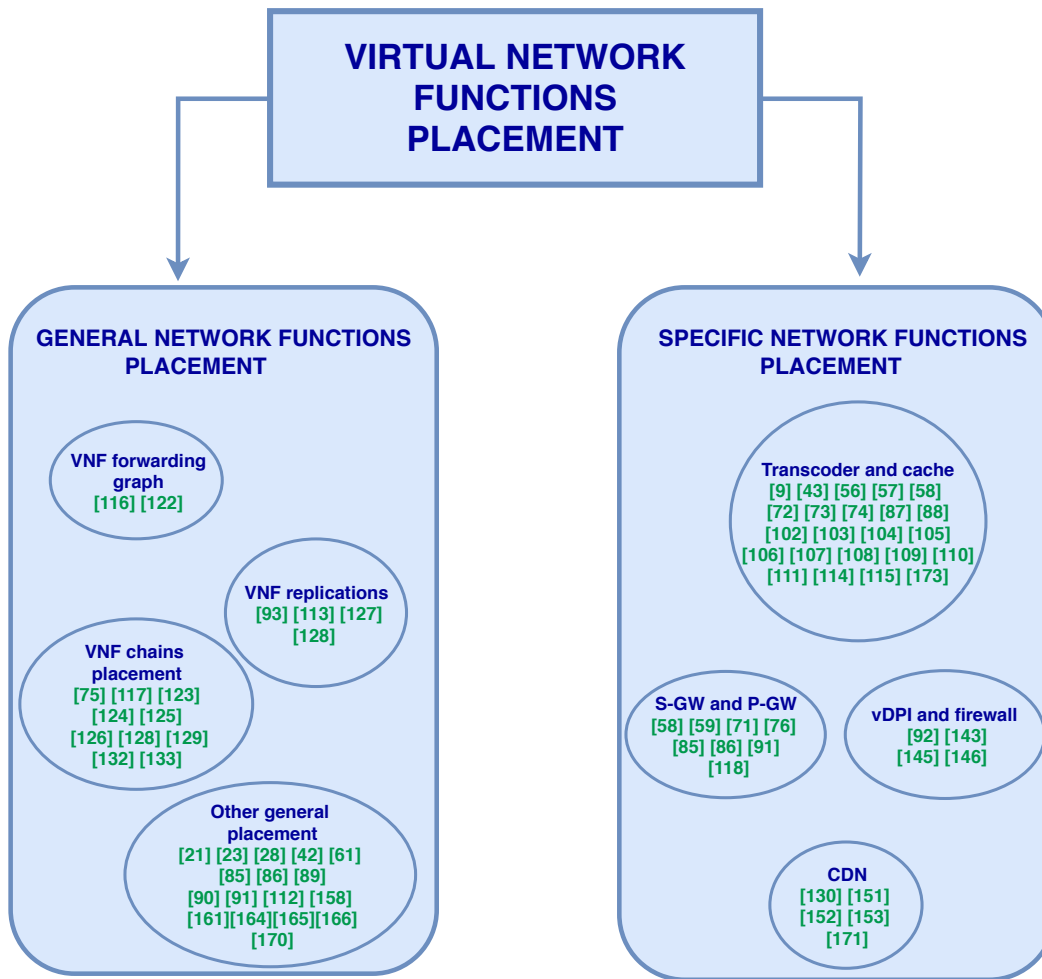 VIRTUAL NETWORK
FUNCTIONS
PLACEMENT
GENERAL NETWORK FUNCTIONS
PLACEMENT
VNF forwarding
graph
[116] [122]
VNF replications
[93] [113] [127]
[128]
VNF chains
placement
[75] [117] [123]
[124] [125]
[126] [128] [129]
[132] [133]
Other general
placement
[21] [23] [28] [42] [61]
[85] [86] [89]
[90] [91] [112] [158]
[161][164][165][166]
[170]
SPECIFIC NETWORK FUNCTIONS
PLACEMENT
Transcoder and cache
[9] [43] [56] [57] [58]
[72] [73] [74] [87] [88]
[102] [103] [104] [105]
[106] [107] [108] [109] [110]
[111] [114] [115] [173]
S-GW and P-GW
[58] [59] [71] [76]
[85] [86] [91]
[118]
vDPI and firewall
[92] [143]
[145] [146]
CDN
[130] [151]
[152] [153]
[171]